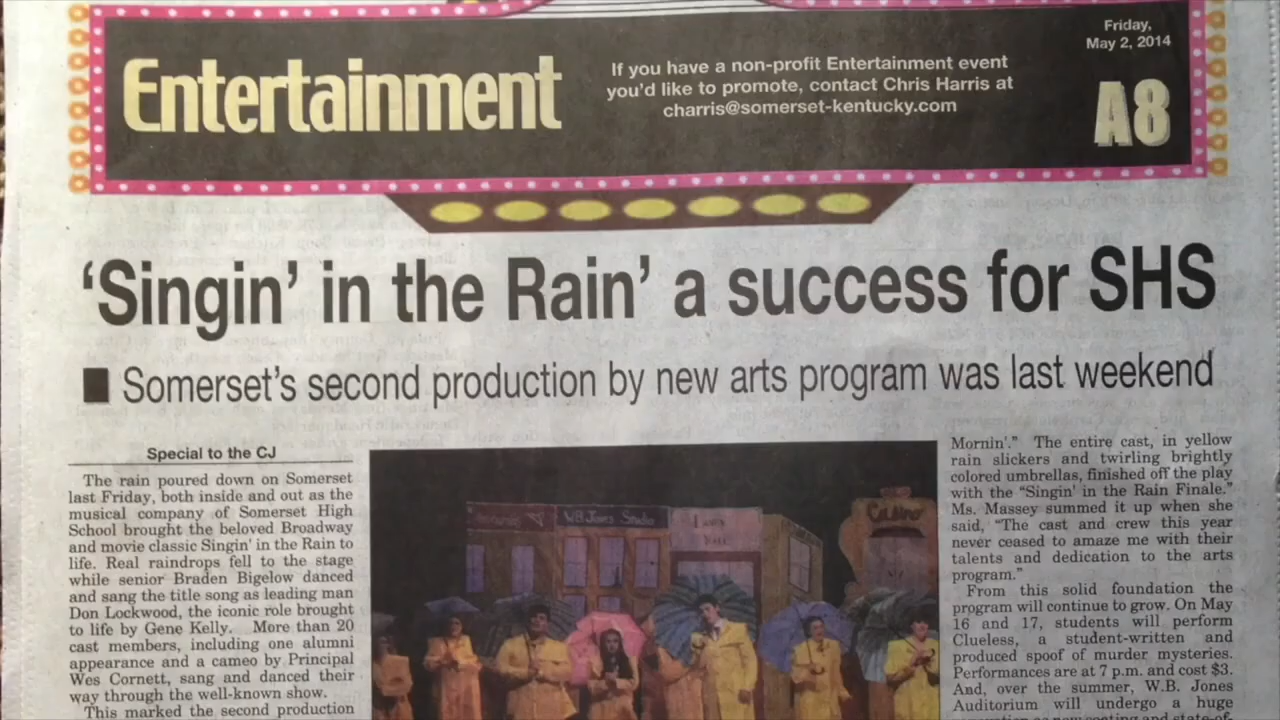 Entertainment
If you have a non-profit Entertainment event
you'd like to promote, contact Chris Harris at
charris@somerset-kentucky.com
Friday,
May 2, 2014
A8
‘Singin’ in the Rain’ a success for SHS
■ Somerset’s second production by new arts program was last weekend
Special to the CJ
The rain poured down on Somerset
last Friday, both inside and out as the
musical company of Somerset High
School brought the beloved Broadway
and movie classic Singin’ in the Rain to
life. Real raindrops fell to the stage
while senior Braden Bigelow danced
and sang the title song as leading man
Don Lockwood, the iconic role brought
to life by Gene Kelly. More than 20
cast members, including one alumni
appearance and a cameo by Principal
Wes Cornett, sang and danced their
way through the well-known show.
This marked the second production
W.B. Jones Studio
Casino
Mornin’.” The entire cast, in yellow
rain slickers and twirling brightly
colored umbrellas, finished off the play
with the “Singin’ in the Rain Finale.”
Ms. Massey summed it up when she
said, “The cast and crew this year
never ceased to amaze me with their
talents and dedication to the arts
program.”
From this solid foundation the
program will continue to grow. On May
16 and 17, students will perform
Clueless, a student-written and
produced spoof of murder mysteries.
Performances are at 7 p.m. and cost $3.
And, over the summer, W.B. Jones
Auditorium will undergo a huge